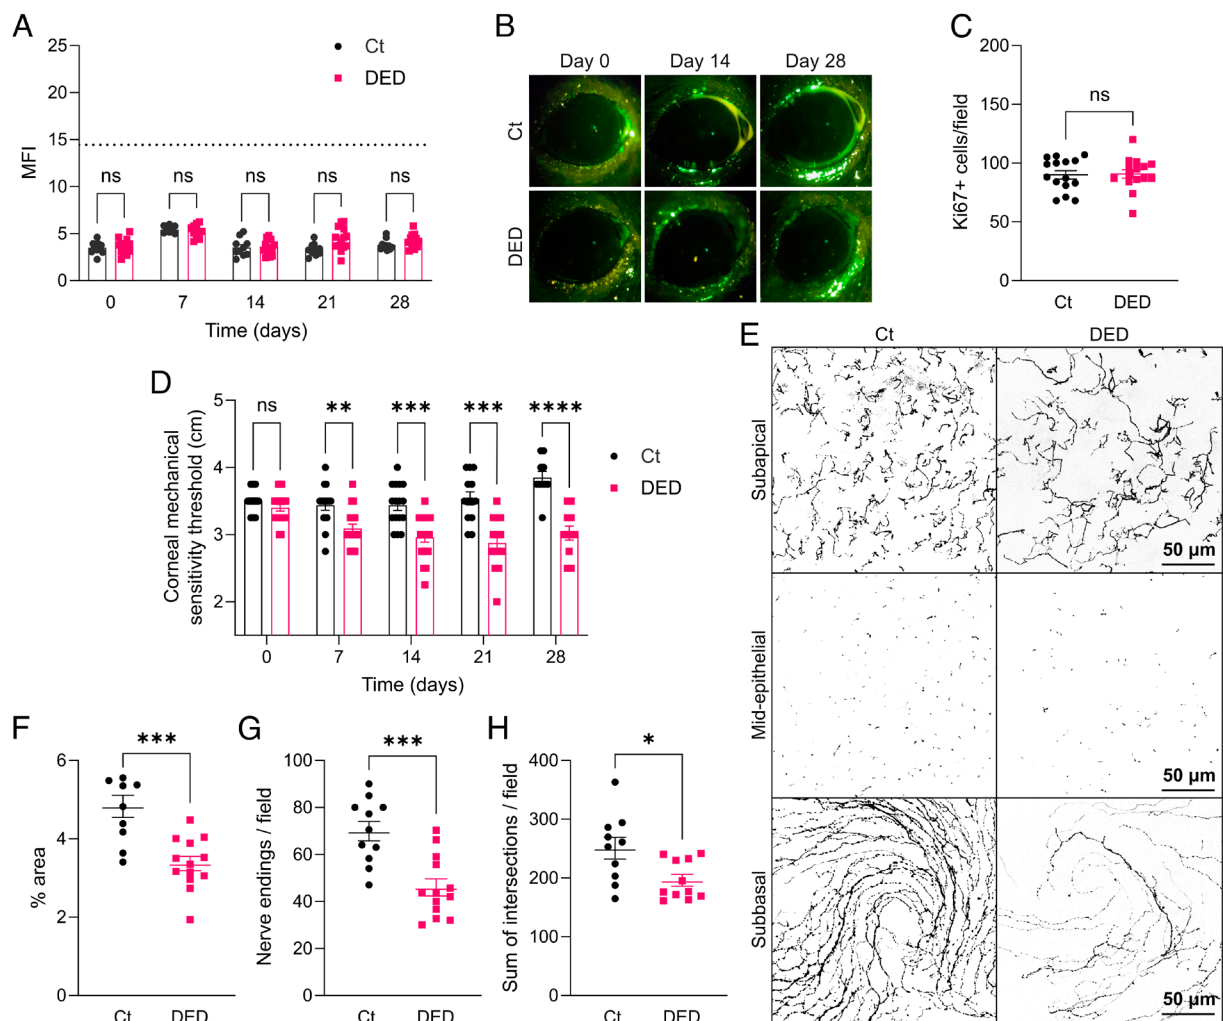 A
MFI
25
20
15
10
5
0
Ct
DED
ns
ns
ns
ns
ns
0
7
14
21
28
Time (days)
B
Day 0
Day 14
Day 28
Ct
DED
C
Ki67+ cells/field
200
150
100
50
0
ns
Ct
DED
D
Corneal mechanical
sensitivity threshold (cm)
5
4
3
2
ns
**
***
***
****
Ct
DED
0
7
14
21
28
Time (days)
E
Ct
DED
Subapical
50 µm
Mid-epithelial
50 µm
Subbasal
50 µm
F
% area
6
4
2
0
***
Ct
DED
G
Nerve endings / field
100
80
60
40
20
0
***
Ct
DED
H
Sum of intersections / field
400
300
200
100
0
*
Ct
DED